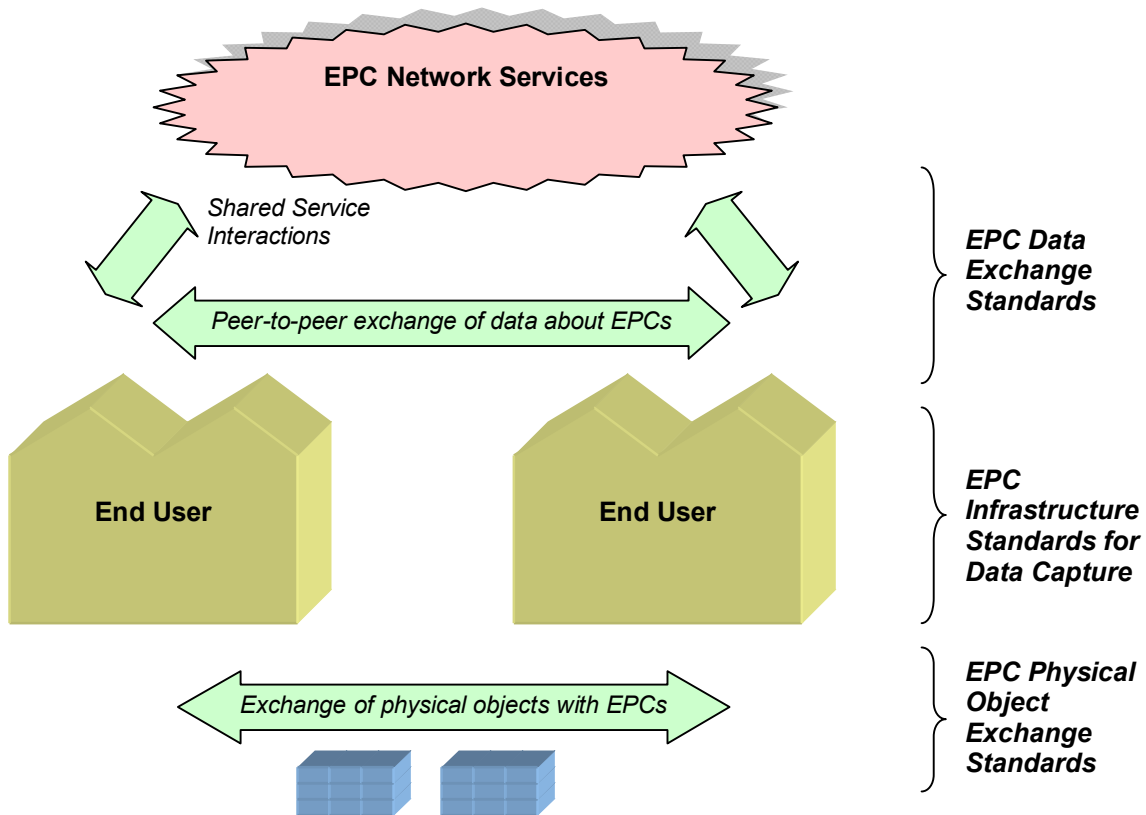 EPC Network Services
Shared Service
Interactions
EPC Data
Exchange
Standards
Peer-to-peer exchange of data about EPCs
End User
End User
EPC
Infrastructure
Standards for
Data Capture
Exchange of physical objects with EPCs
EPC Physical
Object
Exchange
Standards